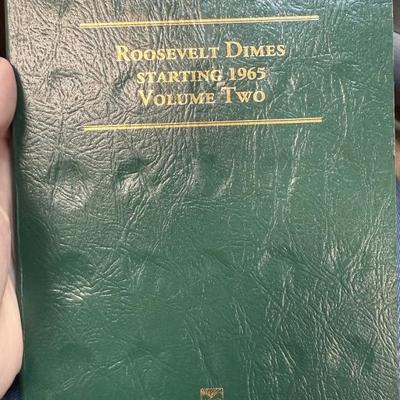 ROOSEVELT DIMES
STARTING 1965
VOLUME TWO